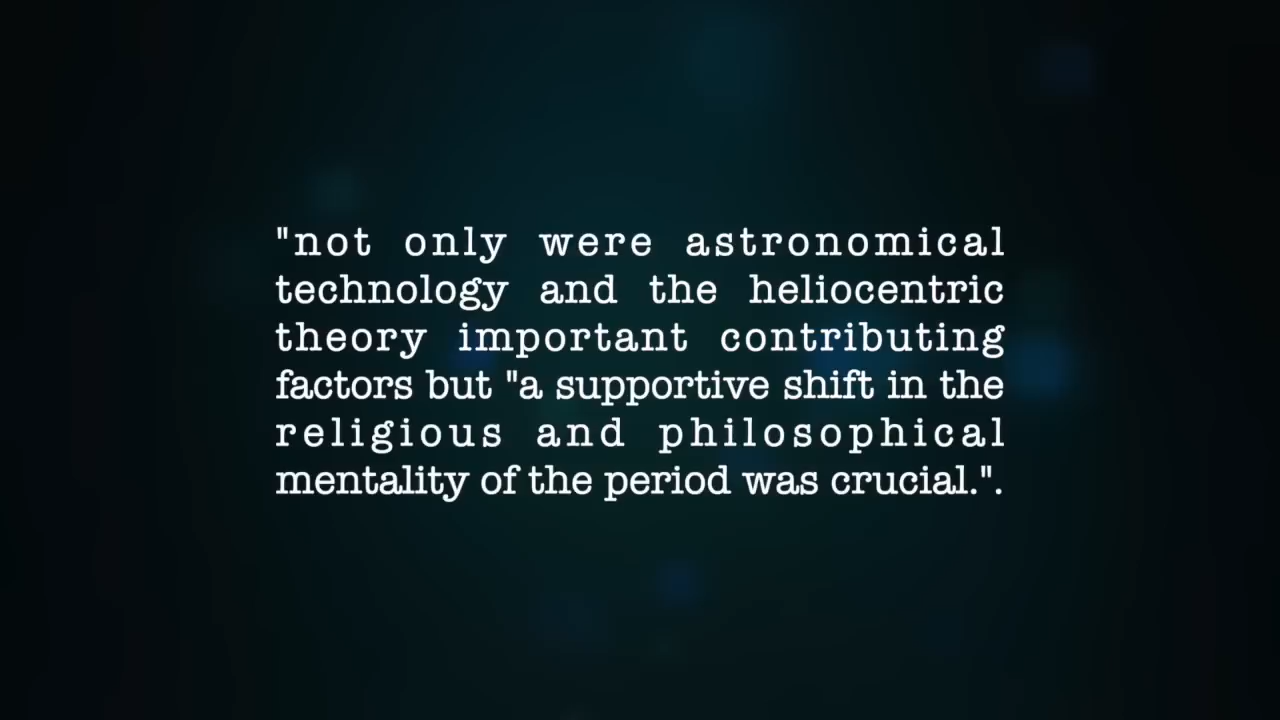 "not only were astronomical
technology and the heliocentric
theory important contributing
factors but "a supportive shift in the
religious and philosophical
mentality of the period was crucial.".